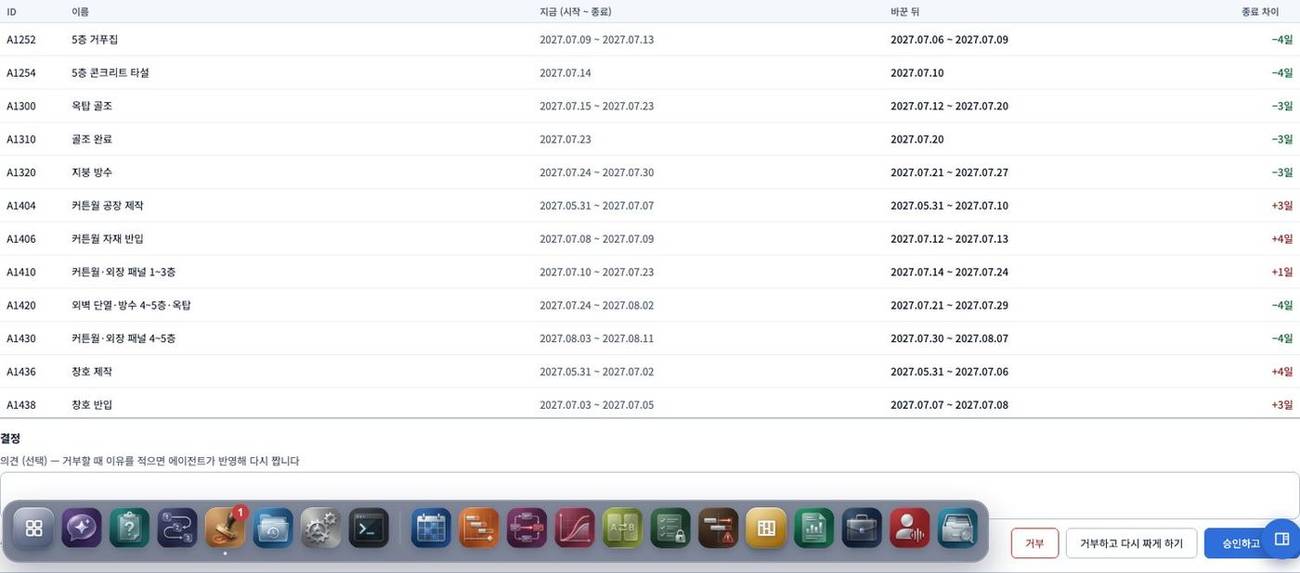 ID 이름 지금 (시작 ~ 종료) 바꾼 뒤 종료 차이
A1252 5층 거푸집 2027.07.09 ~ 2027.07.13 2027.07.06 ~ 2027.07.09 −4일
A1254 5층 콘크리트 타설 2027.07.14 2027.07.10 −4일
A1300 옥탑 골조 2027.07.15 ~ 2027.07.23 2027.07.12 ~ 2027.07.20 −3일
A1310 골조 완료 2027.07.23 2027.07.20 −3일
A1320 지붕 방수 2027.07.24 ~ 2027.07.30 2027.07.21 ~ 2027.07.27 −3일
A1404 커튼월 공장 제작 2027.05.31 ~ 2027.07.07 2027.05.31 ~ 2027.07.10 +3일
A1406 커튼월 자재 반입 2027.07.08 ~ 2027.07.09 2027.07.12 ~ 2027.07.13 +4일
A1410 커튼월·외장 패널 1~3층 2027.07.10 ~ 2027.07.23 2027.07.14 ~ 2027.07.24 +1일
A1420 외벽 단열·방수 4~5층·옥탑 2027.07.24 ~ 2027.08.02 2027.07.21 ~ 2027.07.29 −4일
A1430 커튼월·외장 패널 4~5층 2027.08.03 ~ 2027.08.11 2027.07.30 ~ 2027.08.07 −4일
A1436 창호 제작 2027.05.31 ~ 2027.07.02 2027.05.31 ~ 2027.07.06 +4일
A1438 창호 반입 2027.07.03 ~ 2027.07.05 2027.07.07 ~ 2027.07.08 +3일
결정
의견 (선택) — 거부할 때 이유를 적으면 에이전트가 반영해 다시 짭니다
1
A B
거부 거부하고 다시 짜게 하기 승인하고